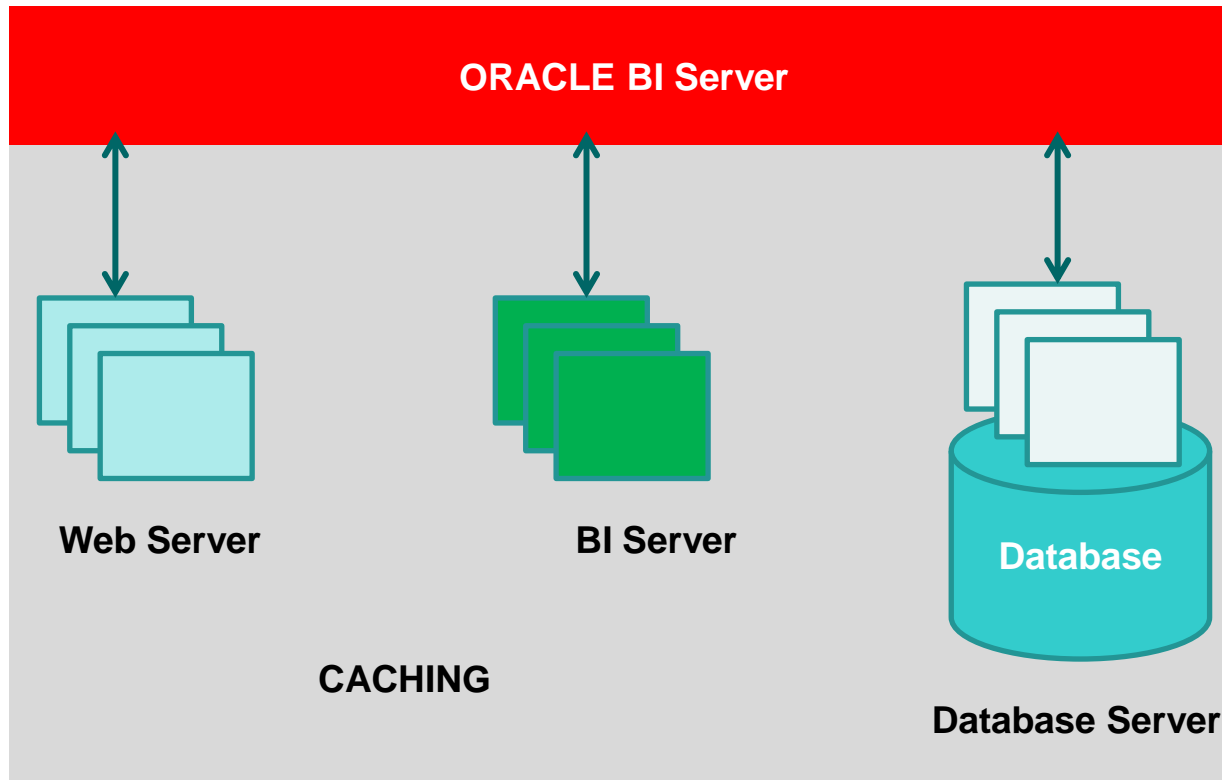 ORACLE BI Server
Web Server
BI Server
Database
CACHING
Database Server